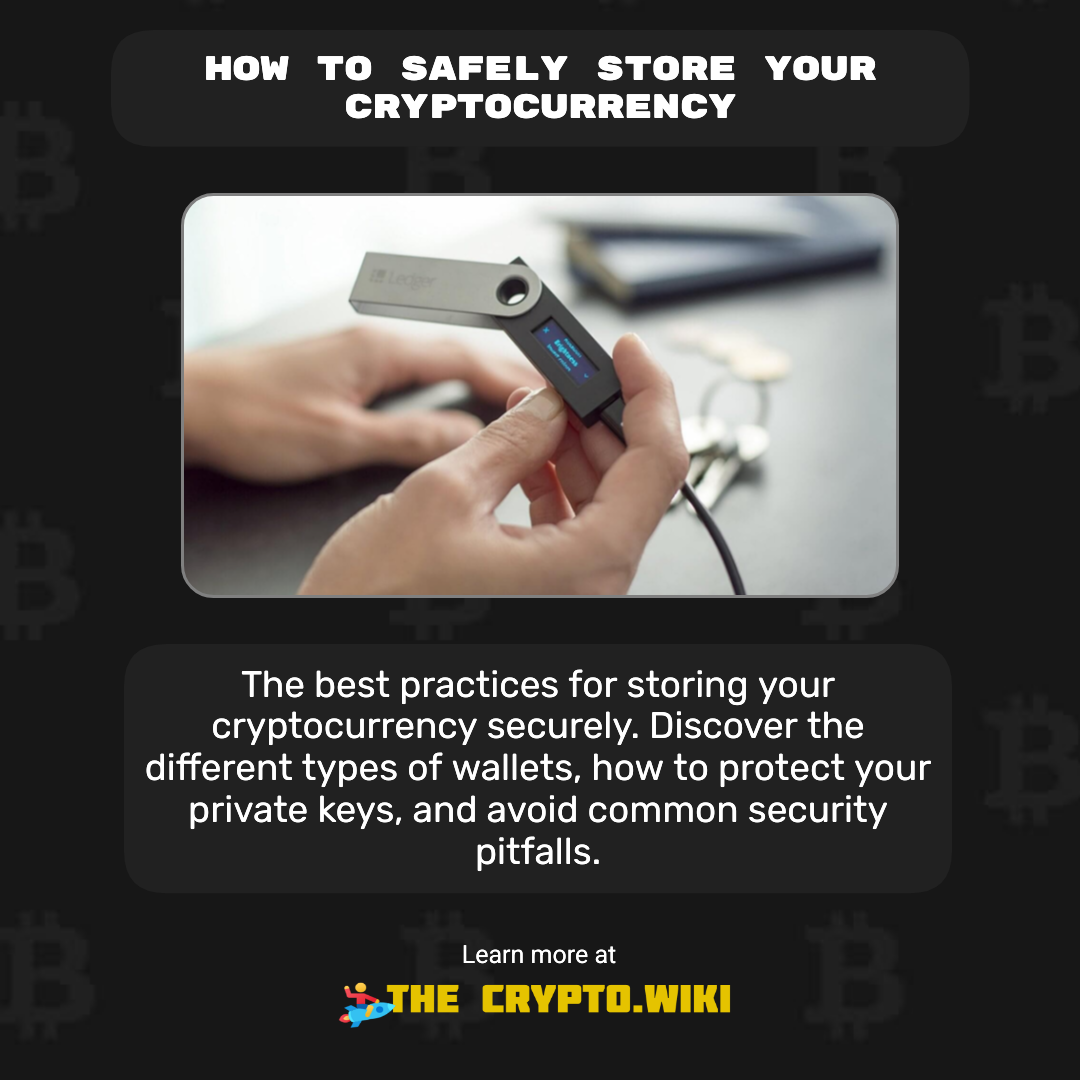 HOW TO SAFELY STORE YOUR
CRYPTOCURRENCY
Ledger
The best practices for storing your
cryptocurrency securely. Discover the
different types of wallets, how to protect your
private keys, and avoid common security
pitfalls.
Learn more at
THE CRYPTO.WIKI